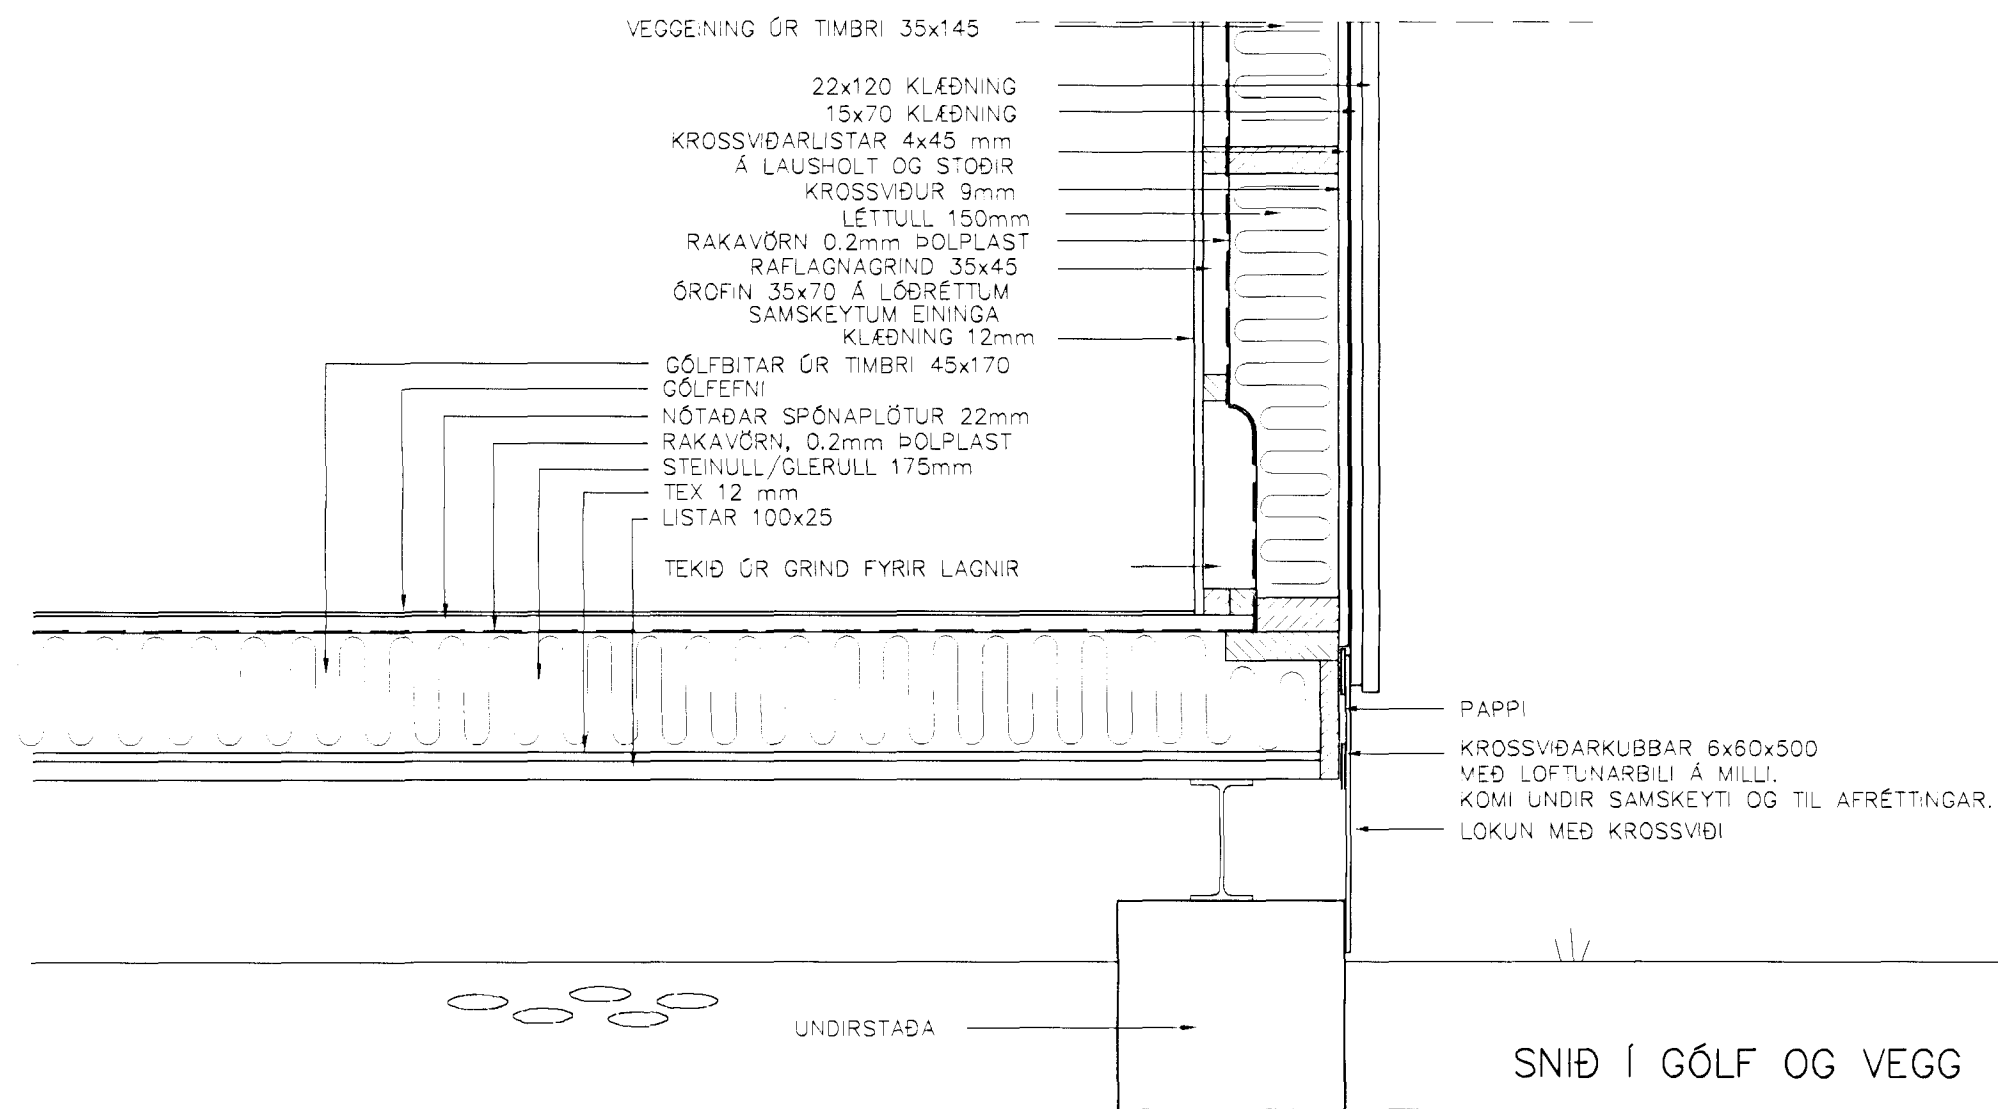 VEGGEINING ÚR TIMBRI 35x145
22x120 KLÆÐNING
15x70 KLÆÐNING
KROSSVIÐARLISTAR 4x45 mm
Á LAUSHOLT OG STOÐIR
KROSSVIÐUR 9mm
LÉTTULL 150mm
RAKAVÖRN 0.2mm ÞOLPLAST
RAFLAGNAGRIND 35x45
ÓROFIN 35x70 Á LÓÐRÉTTUM
SAMSKEYTUM EININGA
KLÆÐNING 12mm
GÓLFBITAR ÚR TIMBRI 45x170
GÓLFEFNI
NÓTAÐAR SPÓNAPLÖTUR 22mm
RAKAVÖRN, 0.2mm ÞOLPLAST
STEINULL/GLERULL 175mm
TEX 12 mm
LISTAR 100x25
TEKIÐ ÚR GRIND FYRIR LAGNIR
PAPPI
KROSSVIÐARKUBBAR 6x60x500
MEÐ LOFTUNARBILI Á MILLI.
KOMI UNDIR SAMSKEYTI OG TIL AFRÉTTINGAR.
LOKUN MEÐ KROSSVIÐI
UNDIRSTAÐA
SNIÐ Í GÓLF OG VEGG